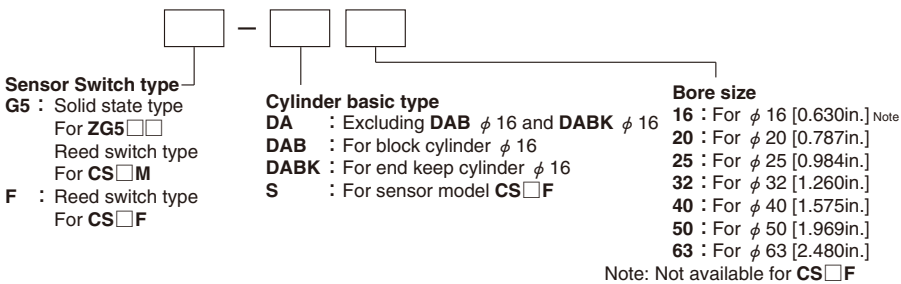 –
Sensor Switch type
G5 : Solid state type
For ZG5□□
Reed switch type
For CS□M
F : Reed switch type
For CS□F
Cylinder basic type
DA : Excluding DAB φ 16 and DABK φ 16
DAB : For block cylinder φ 16
DABK : For end keep cylinder φ 16
S : For sensor model CS□F
Bore size
16 : For φ 16 [0.630in.] Note
20 : For φ 20 [0.787in.]
25 : For φ 25 [0.984in.]
32 : For φ 32 [1.260in.]
40 : For φ 40 [1.575in.]
50 : For φ 50 [1.969in.]
63 : For φ 63 [2.480in.]
Note: Not available for CS□F